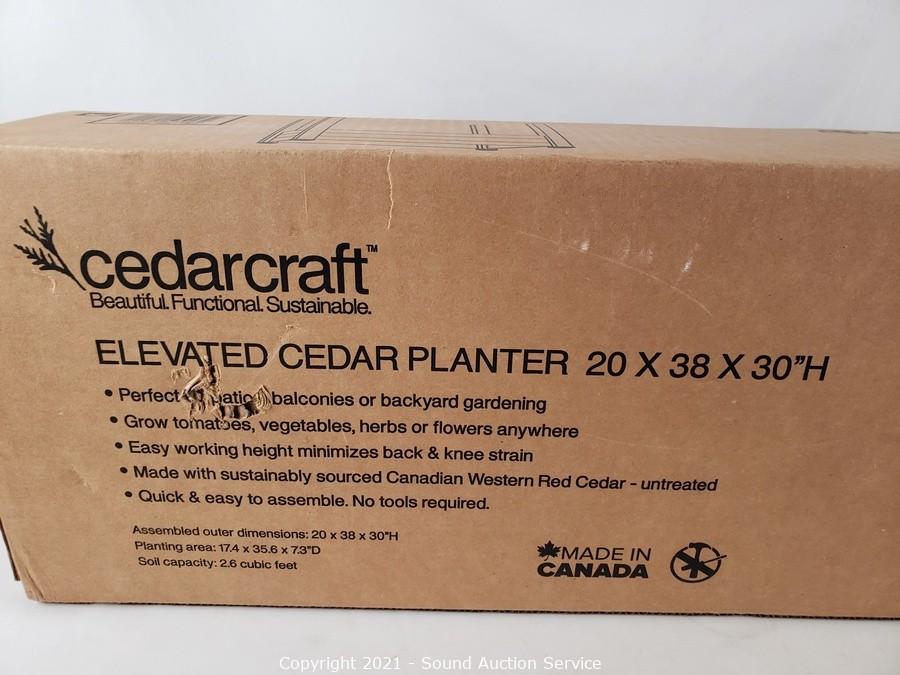 cedarcraft™
Beautiful. Functional. Sustainable.
ELEVATED CEDAR PLANTER 20 X 38 X 30”H
• Perfect balconies or backyard gardening
• Grow tomatoes, vegetables, herbs or flowers anywhere
• Easy working height minimizes back & knee strain
• Made with sustainably sourced Canadian Western Red Cedar - untreated
• Quick & easy to assemble. No tools required.
Assembled outer dimensions: 20 x 38 x 30"H
Planting area: 17.4 x 35.6 x 7.3"D
Soil capacity: 2.6 cubic feet
MADE IN
CANADA
Copyright 2021 - Sound Auction Service